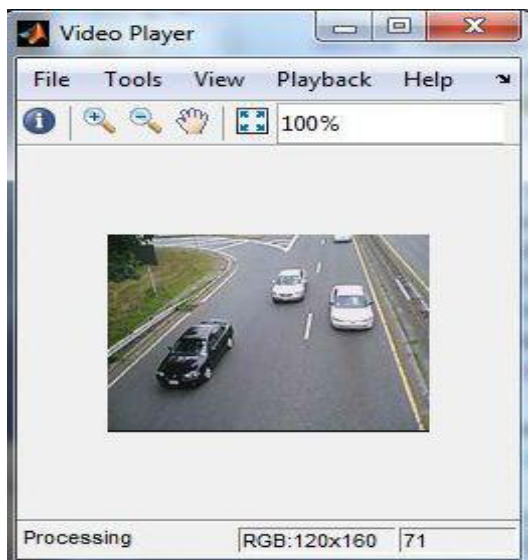 Video Player
File Tools View Playback Help
100%
Processing RGB:120x160 71